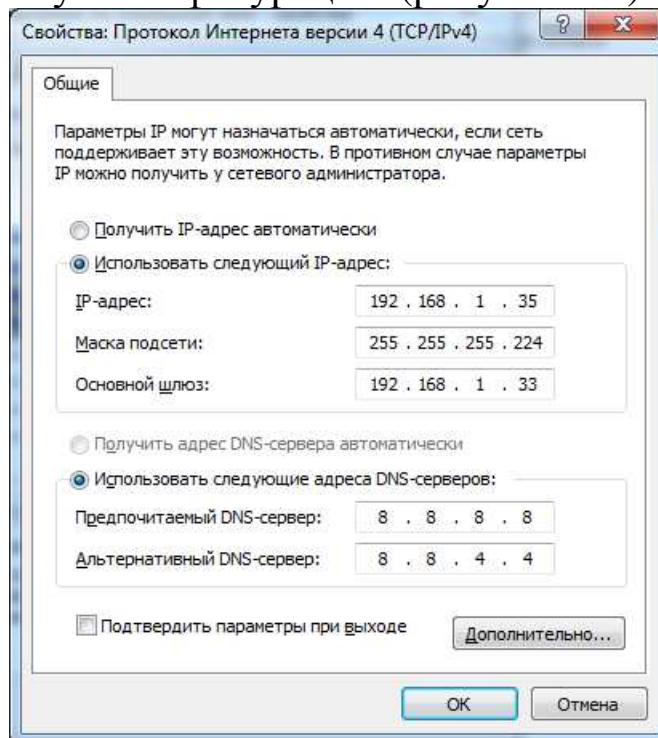 Свойства: Протокол Интернета версии 4 (TCP/IPv4)
Общие
Параметры IP могут назначаться автоматически, если сеть
поддерживает эту возможность. В противном случае параметры
IP можно получить у сетевого администратора.
Получить IP-адрес автоматически
Использовать следующий IP-адрес:
IP-адрес: 192 . 168 . 1 . 35
Маска подсети: 255 . 255 . 255 . 224
Основной шлюз: 192 . 168 . 1 . 33
Получить адрес DNS-сервера автоматически
Использовать следующие адреса DNS-серверов:
Предпочитаемый DNS-сервер: 8 . 8 . 8 . 8
Альтернативный DNS-сервер: 8 . 8 . 4 . 4
Подтвердить параметры при выходе
Дополнительно...
ОК Отмена